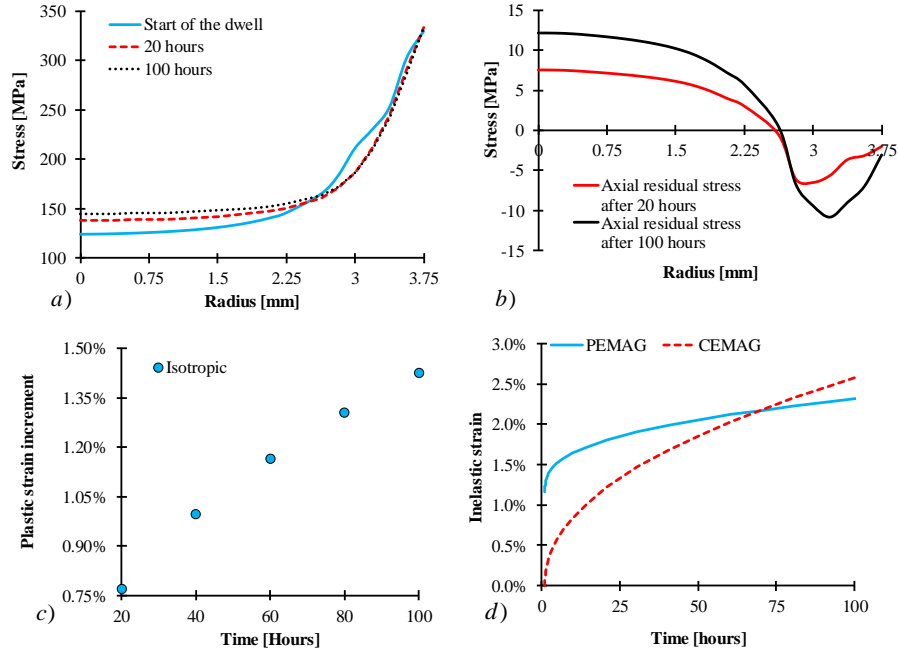 Stress [MPa]
400
350
300
250
200
150
100
Start of the dwell
20 hours
100 hours
0
0.75
1.5
2.25
3
3.75
Radius [mm]
a)
Stress [MPa]
15
10
5
0
-5
-10
-15
0
0.75
1.5
2.25
3
3.75
Axial residual stress
after 20 hours
Axial residual stress
after 100 hours
Radius [mm]
b)
Plastic strain increment
1.50%
1.35%
1.20%
1.05%
0.90%
0.75%
Isotropic
20
40
60
80
100
Time [Hours]
c)
Inelastic strain
3.0%
2.5%
2.0%
1.5%
1.0%
0.5%
0.0%
PEMAG
CEMAG
0
25
50
75
100
Time [hours]
d)